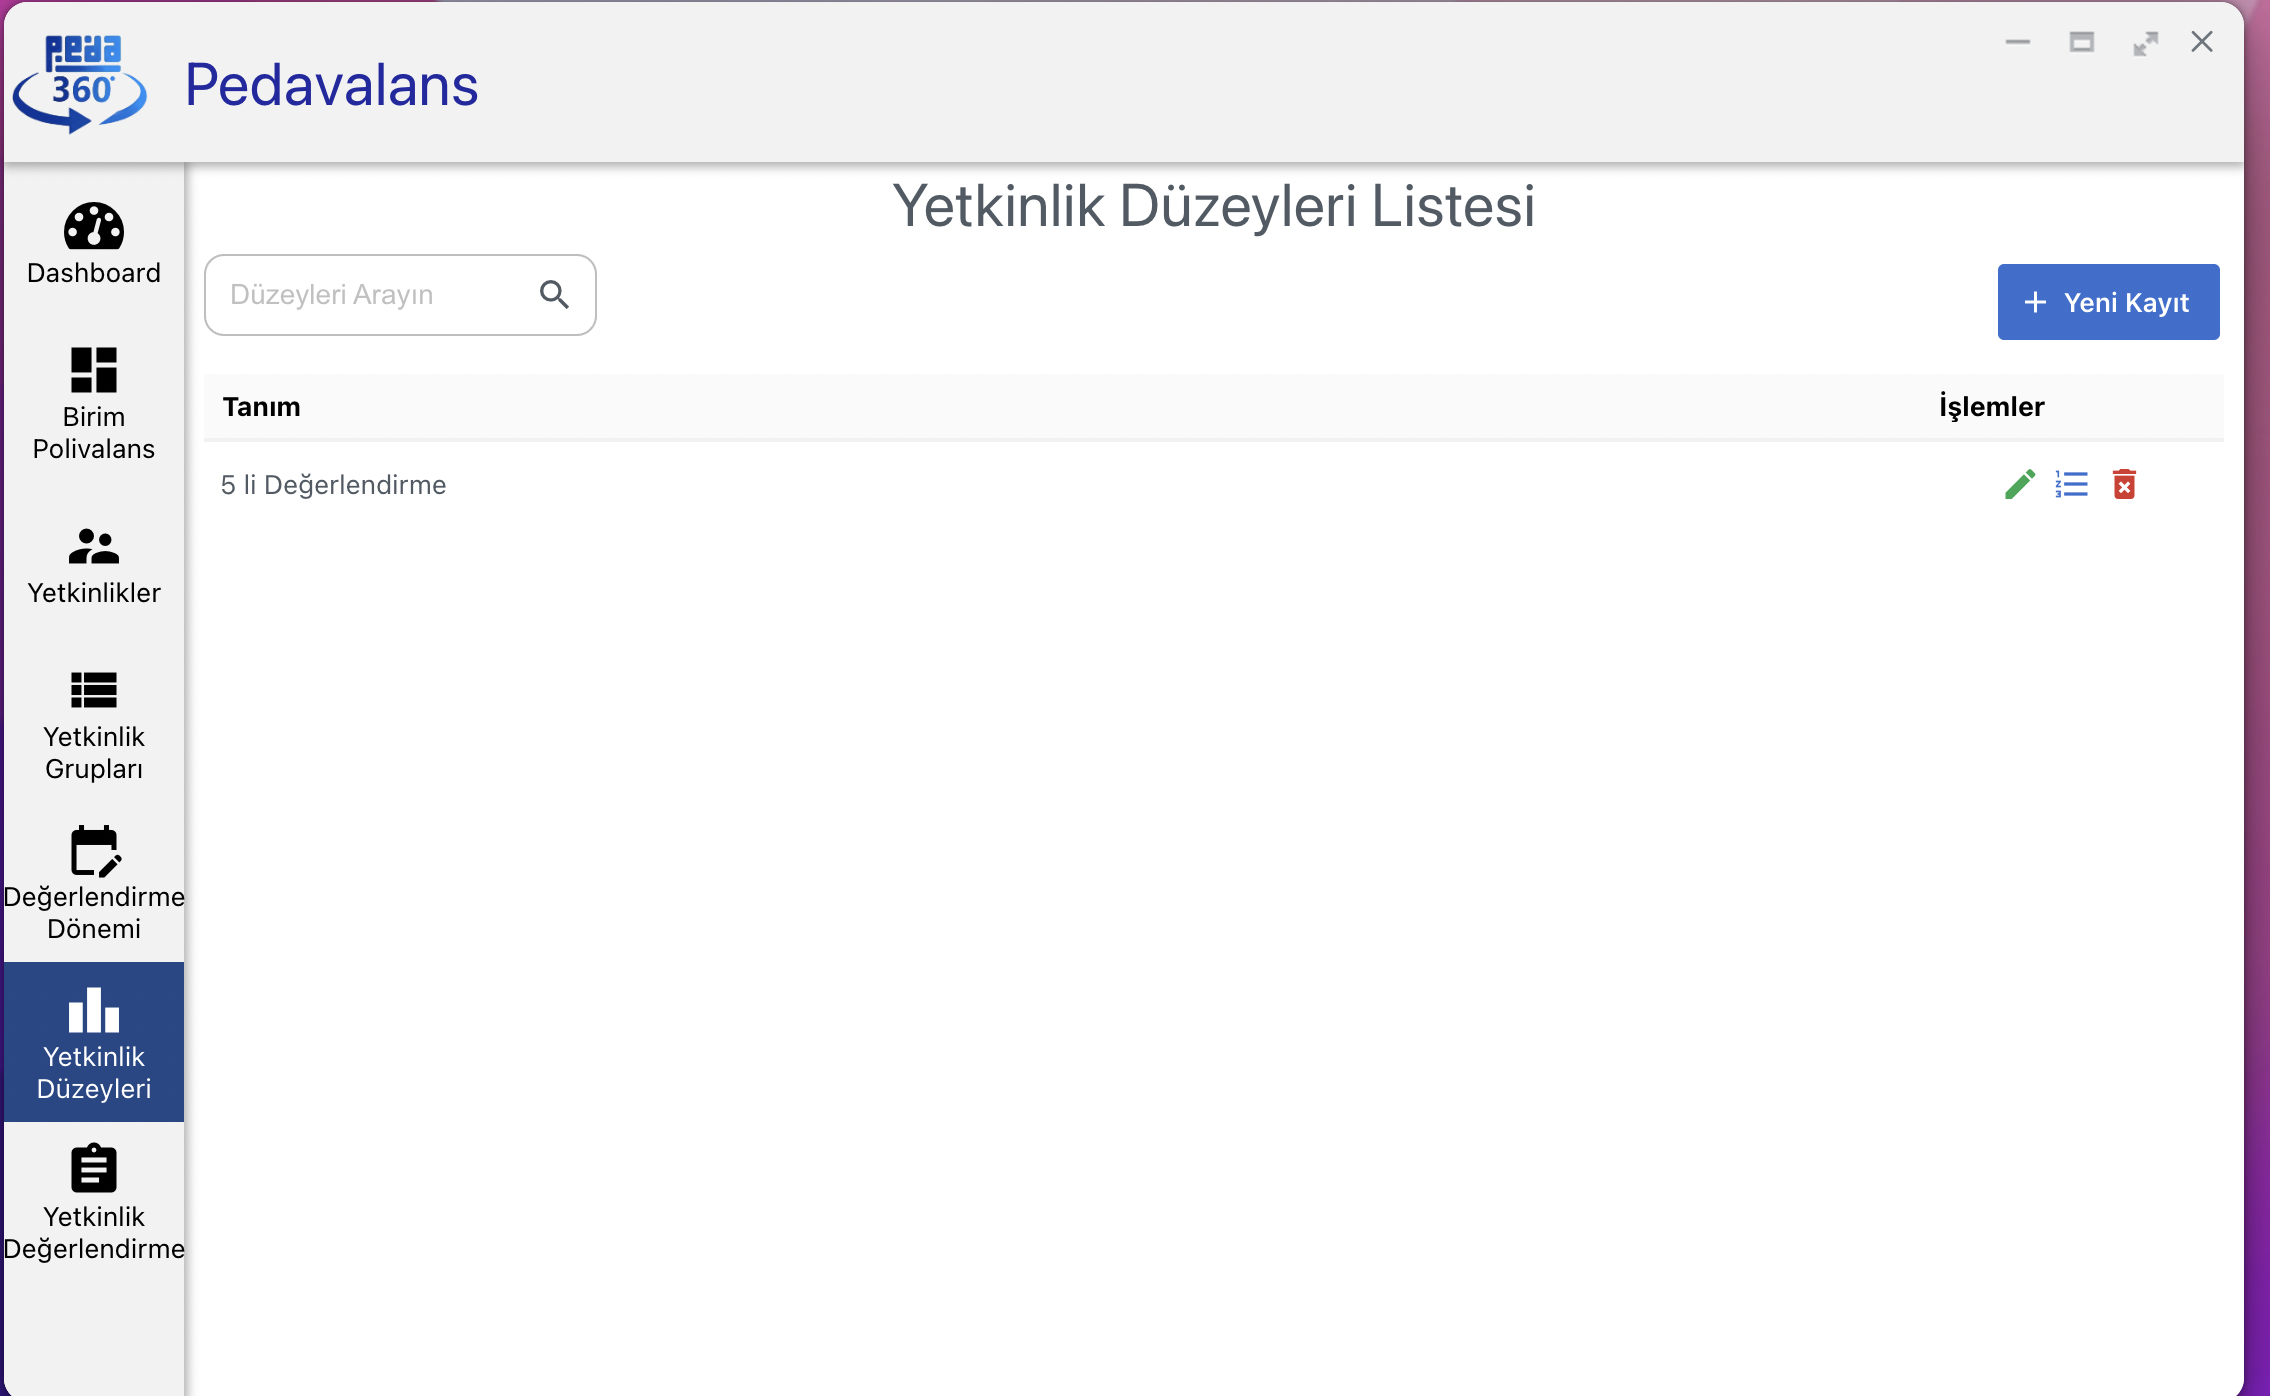 peda
360°
Pedavalans
Dashboard
Birim
Polivalans
Yetkinlikler
Yetkinlik
Grupları
Değerlendirme
Dönemi
Yetkinlik
Düzeyleri
Yetkinlik
Değerlendirme
Yetkinlik Düzeyleri Listesi
Düzeyleri Arayın
+ Yeni Kayıt
Tanım İşlemler
5 li Değerlendirme